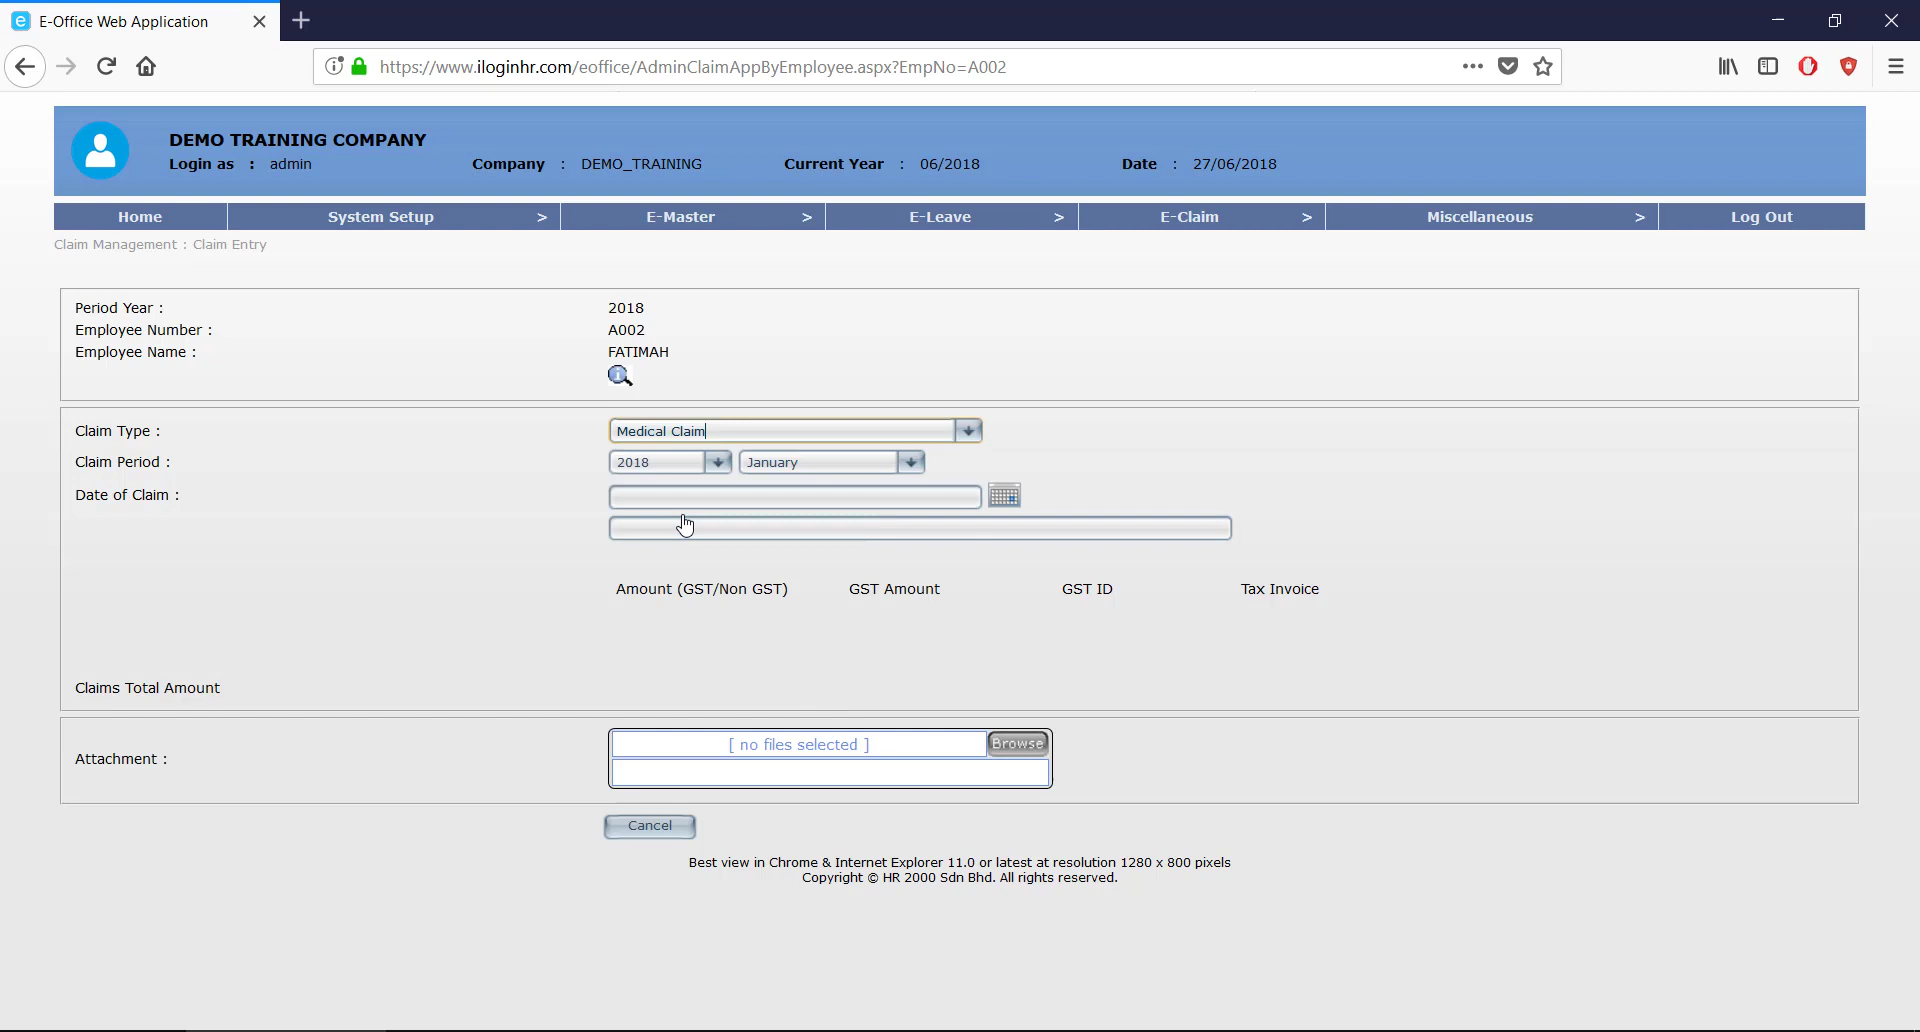 E-Office Web Application
https://www.iloginhr.com/eoffice/AdminClaimAppByEmployee.aspx?EmpNo=A002
DEMO TRAINING COMPANY
Login as : admin Company : DEMO_TRAINING Current Year : 06/2018 Date : 27/06/2018
Home System Setup > E-Master > E-Leave > E-Claim > Miscellaneous > Log Out
Claim Management : Claim Entry
Period Year : 2018
Employee Number : A002
Employee Name : FATIMAH
Claim Type : Medical Claim
Claim Period : 2018 January
Date of Claim :
Amount (GST/Non GST) GST Amount GST ID Tax Invoice
Claims Total Amount
[ no files selected ] Browse
Attachment :
Cancel
Best view in Chrome & Internet Explorer 11.0 or latest at resolution 1280 x 800 pixels
Copyright © HR 2000 Sdn Bhd. All rights reserved.